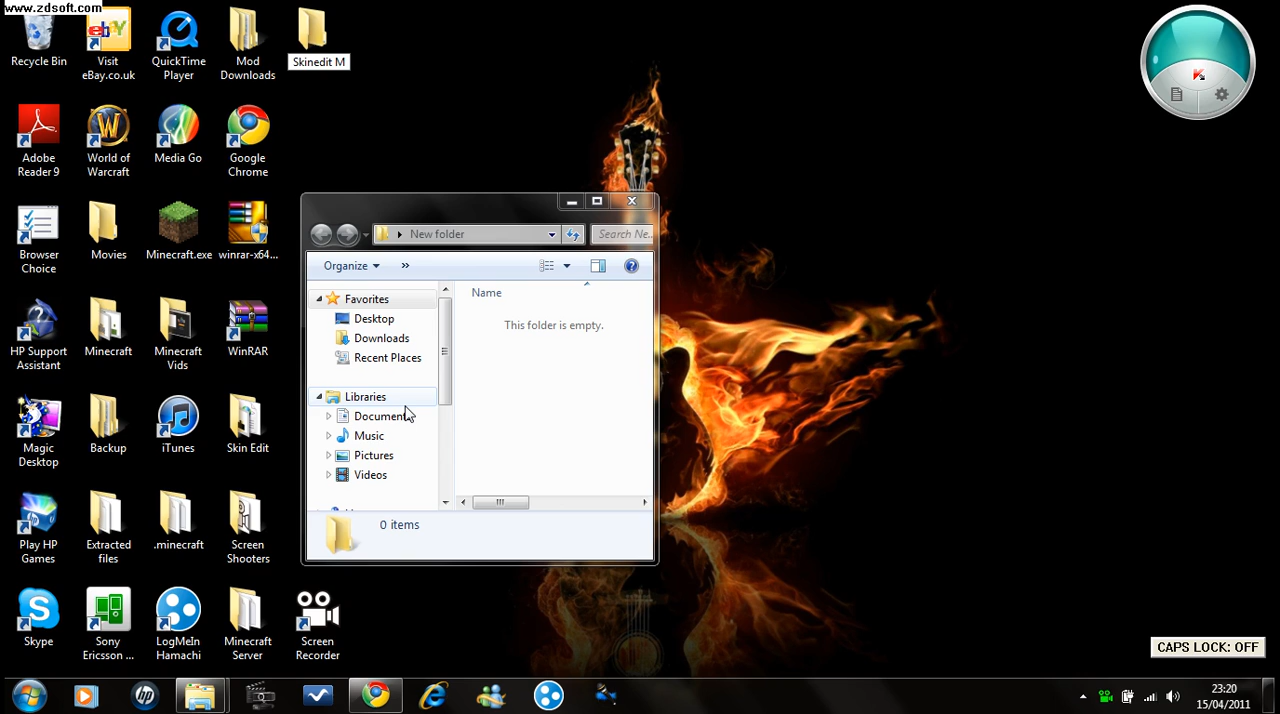 www.zdsoft.com
Recycle Bin
Visit
eBay.co.uk
QuickTime
Player
Mod
Downloads
Skinedit M
Adobe
Reader 9
World of
Warcraft
Media Go
Google
Chrome
Browser
Choice
Movies
Minecraft.exe
winrar-x64...
HP Support
Assistant
Minecraft
Minecraft
Vids
WinRAR
Magic
Desktop
Backup
iTunes
Skin Edit
Play HP
Games
Extracted
files
.minecraft
Screen
Shooters
Skype
Sony
Ericsson ...
LogMeIn
Hamachi
Minecraft
Server
Screen
Recorder
New folder
Search Ne...
Organize
»
Name
This folder is empty.
Favorites
Desktop
Downloads
Recent Places
Libraries
Documents
Music
Pictures
Videos
0 items
CAPS LOCK: OFF
23:20
15/04/2011